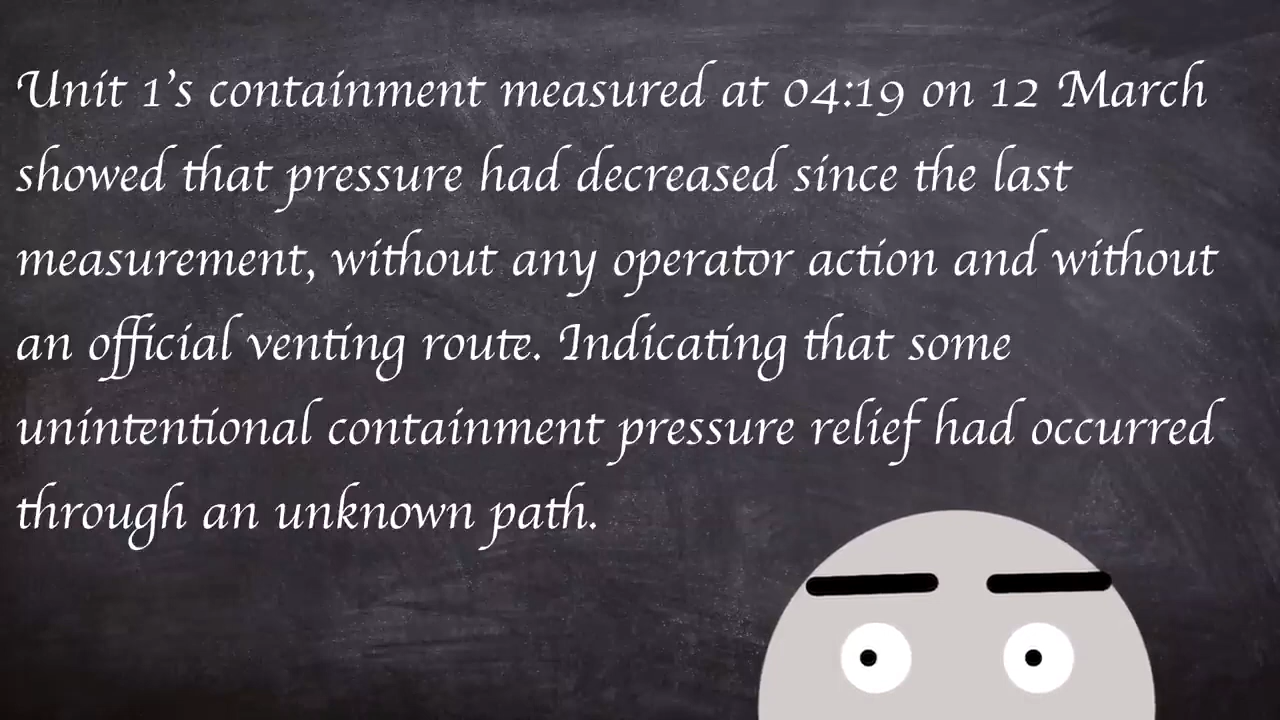 Unit 1's containment measured at 04:19 on 12 March
showed that pressure had decreased since the last
measurement, without any operator action and without
an official venting route. Indicating that some
unintentional containment pressure relief had occurred
through an unknown path.